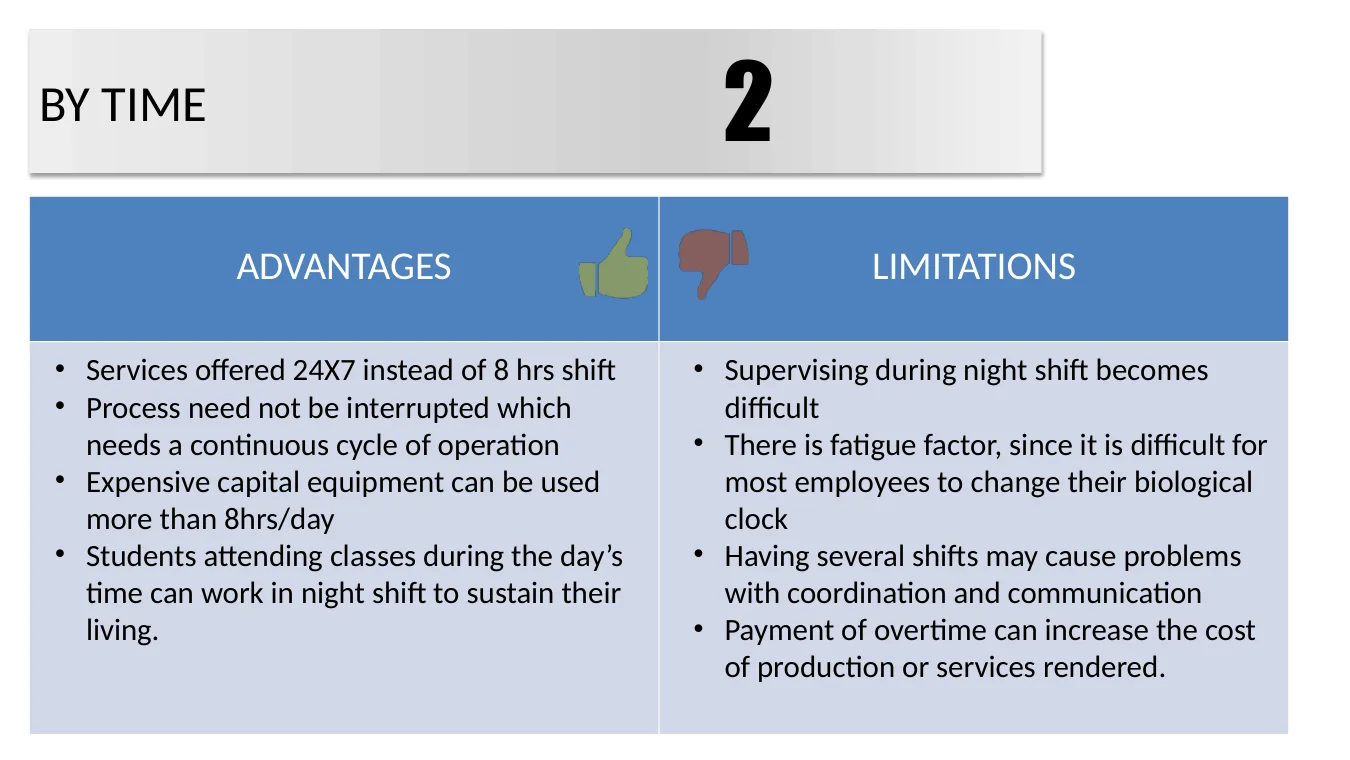 BY TIME
2
ADVANTAGES
LIMITATIONS
• Services offered 24X7 instead of 8 hrs shift
• Process need not be interrupted which
needs a continuous cycle of operation
• Expensive capital equipment can be used
more than 8hrs/day
• Students attending classes during the day’s
time can work in night shift to sustain their
living.
• Supervising during night shift becomes
difficult
• There is fatigue factor, since it is difficult for
most employees to change their biological
clock
• Having several shifts may cause problems
with coordination and communication
• Payment of overtime can increase the cost
of production or services rendered.